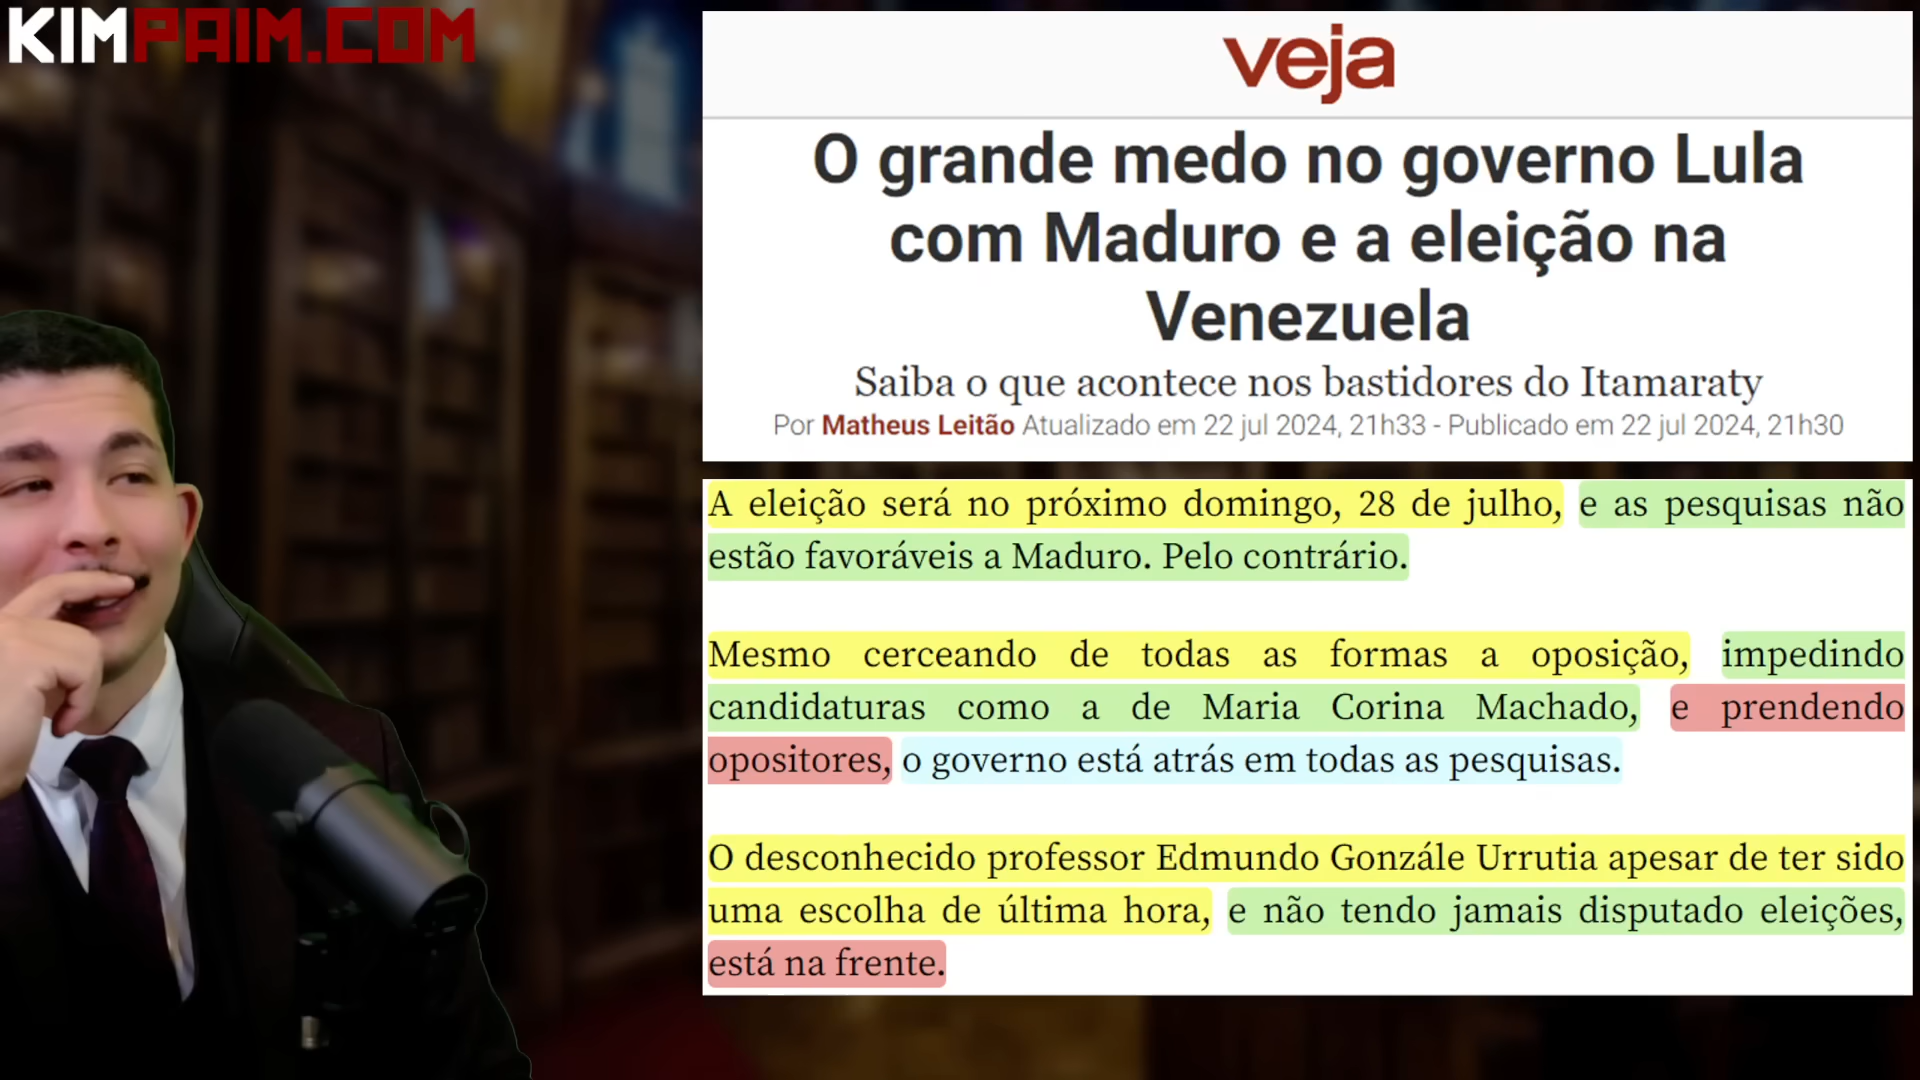 KIMPAIM.COM
veja
O grande medo no governo Lula
com Maduro e a eleição na
Venezuela
Saiba o que acontece nos bastidores do Itamaraty
Por Matheus Leitão Atualizado em 22 jul 2024, 21h33 - Publicado em 22 jul 2024, 21h30
A eleição será no próximo domingo, 28 de julho, e as pesquisas não
estão favoráveis a Maduro. Pelo contrário.
Mesmo cerceando de todas as formas a oposição, impedindo
candidaturas como a de Maria Corina Machado, e prendendo
opositores, o governo está atrás em todas as pesquisas.
O desconhecido professor Edmundo Gonzále Urrutia apesar de ter sido
uma escolha de última hora, e não tendo jamais disputado eleições,
está na frente.